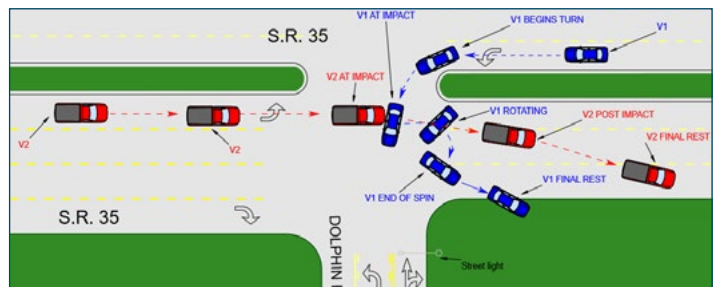 V1 AT IMPACT
V1 BEGINS TURN
V1
S.R. 35
V2 AT IMPACT
V1 ROTATING
V2 POST IMPACT
V2 FINAL REST
V2
V2
V1 FINAL REST
V1 END OF SPIN
S.R. 35
DOLPHIN
Street light